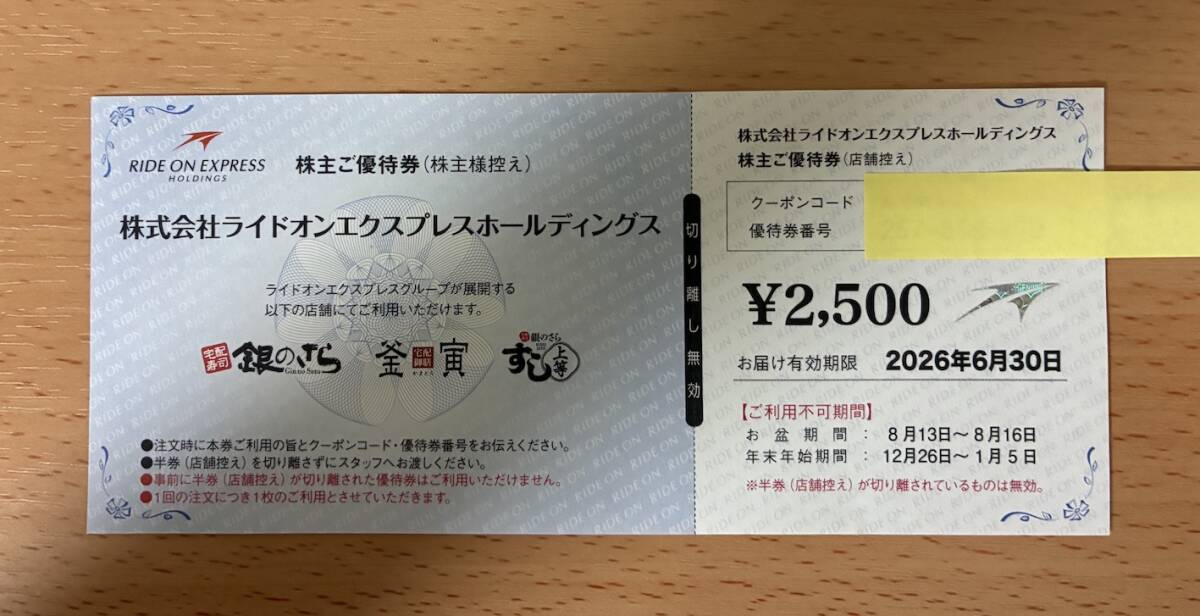 RIDE ON EXPRESS
HOLDINGS
株主ご優待券(株主様控え)
株式会社ライドオンエクスプレスホールディングス
ライドオンエクスプレスグループが展開する
以下の店舗にてご利用いただけます。
宅配寿司 銀のさら
Gin no Sara
釜寅 宅配御膳
かまとら
銀のさら すし上等
●注文時に本券ご利用の旨とクーポンコード・優待券番号をお伝えください。
●半券(店舗控え)を切り離さずにスタッフへお渡しください。
●事前に半券(店舗控え)が切り離された優待券はご利用いただけません。
●1回の注文につき1枚のご利用とさせていただきます。
切り離し無効
株式会社ライドオンエクスプレスホールディングス
株主ご優待券(店舗控え)
クーポンコード
優待券番号
¥2,500
お届け有効期限 2026年6月30日
【ご利用不可期間】
お盆期間:8月13日〜8月16日
年末年始期間:12月26日〜1月5日
※半券(店舗控え)が切り離されているものは無効。